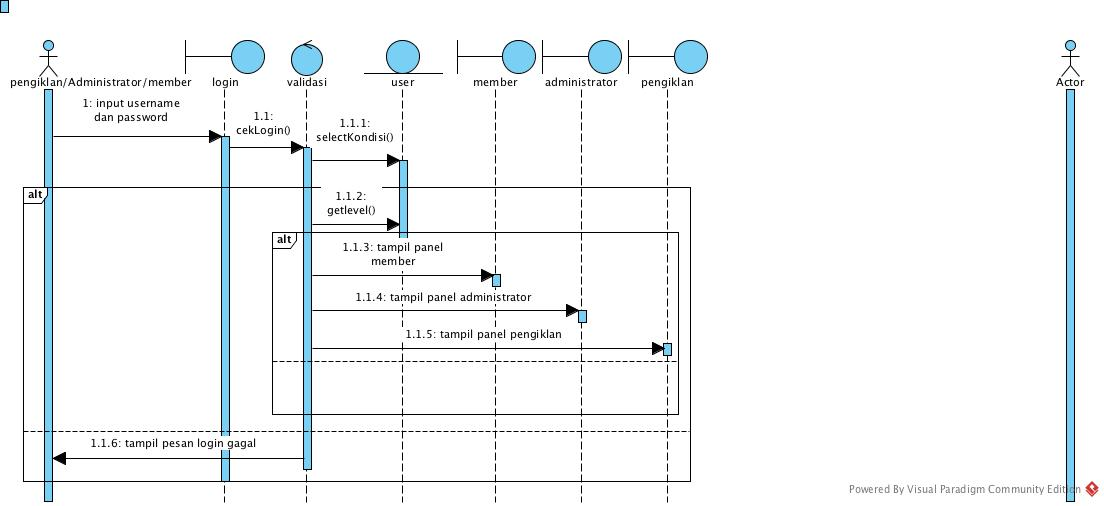 pengiklan/Administrator/member
login
validasi
user
member
administrator
pengiklan
Actor
1: input username
dan password
1.1:
cekLogin()
1.1.1:
selectKondisi()
alt
1.1.2:
getlevel()
alt
1.1.3: tampil panel
member
1.1.4: tampil panel administrator
1.1.5: tampil panel pengiklan
1.1.6: tampil pesan login gagal
Powered By Visual Paradigm Community Edition